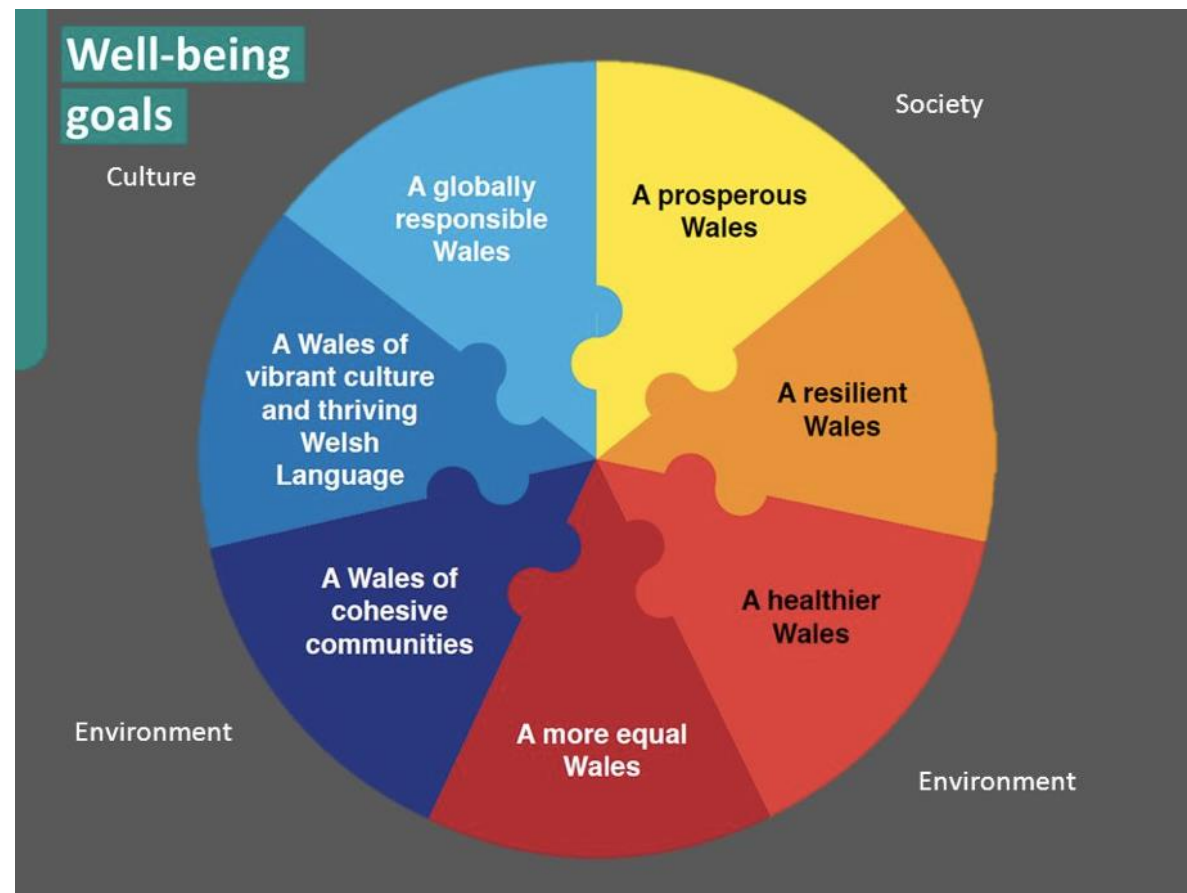 Well-being
goals
Culture
Society
A globally
responsible
Wales
A prosperous
Wales
A Wales of
vibrant culture
and thriving
Welsh
Language
A resilient
Wales
A Wales of
cohesive
communities
A healthier
Wales
A more equal
Wales
Environment
Environment